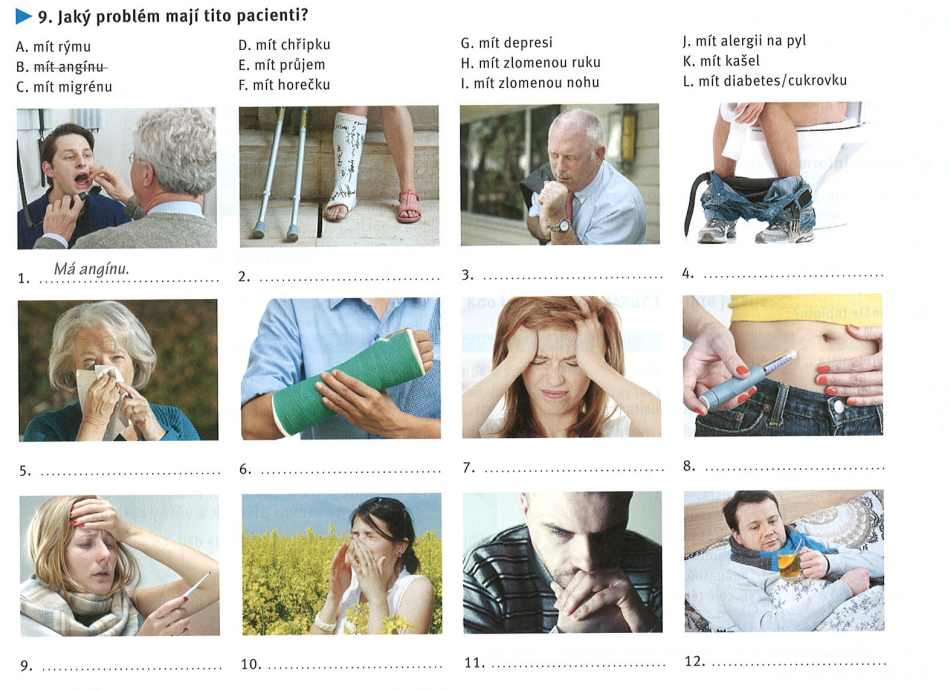 9. Jaký problém mají tito pacienti?
A. mít rýmu
B. mít angínu
C. mít migrénu
D. mít chřipku
E. mít průjem
F. mít horečku
G. mít depresi
H. mít zlomenou ruku
I. mít zlomenou nohu
J. mít alergii na pyl
K. mít kašel
L. mít diabetes/cukrovku
1. Má angínu.
2.
3.
4.
5.
6.
7.
8.
9.
10.
11.
12.